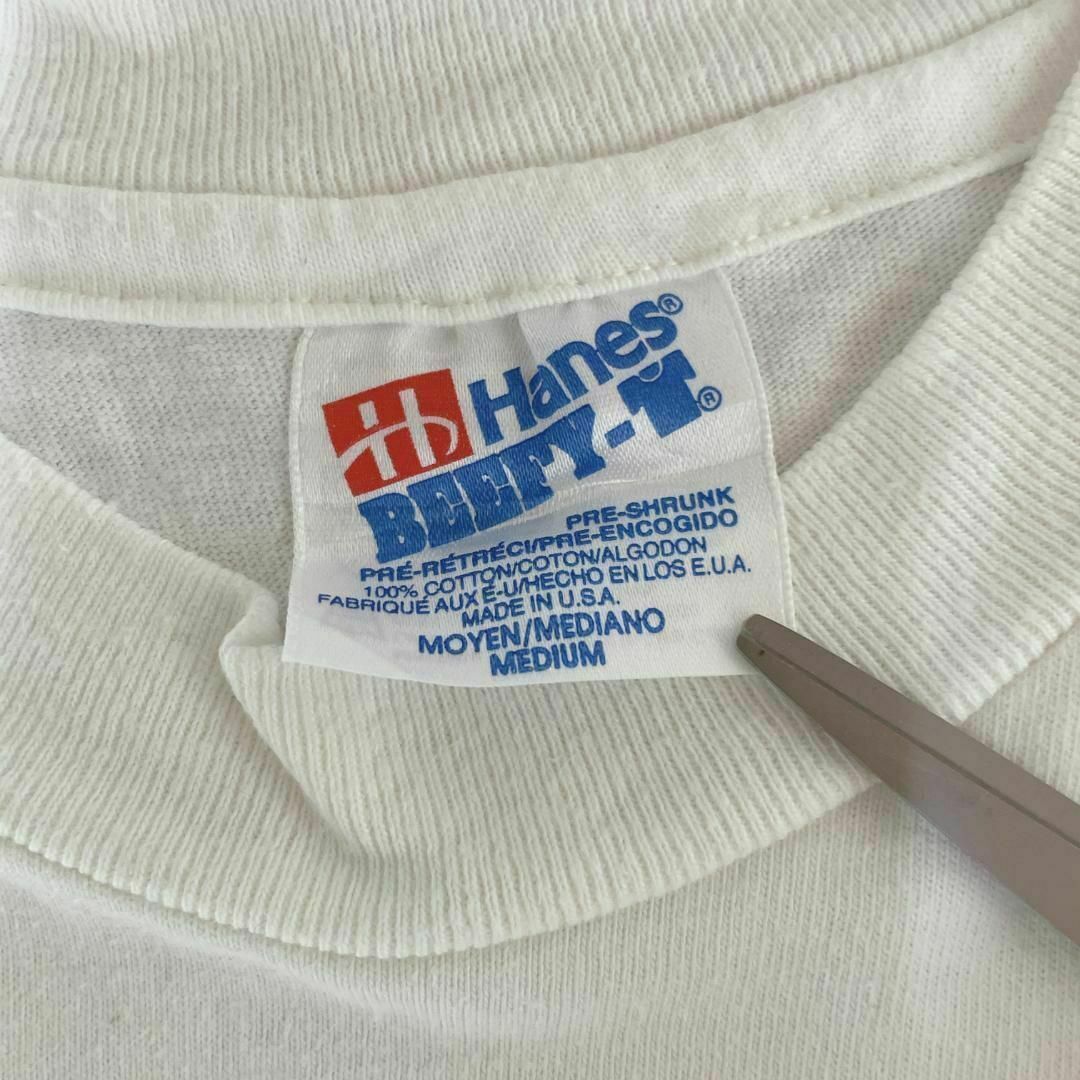 Hanes®
BEEFY-T®
PRE-SHRUNK
PRÉ-RÉTRÉCI/PRE-ENCOGIDO
100% COTTON/COTON/ALGODON
FABRIQUÉ AUX É-U/HECHO EN LOS E.U.A.
MADE IN U.S.A.
MOYEN/MEDIANO
MEDIUM